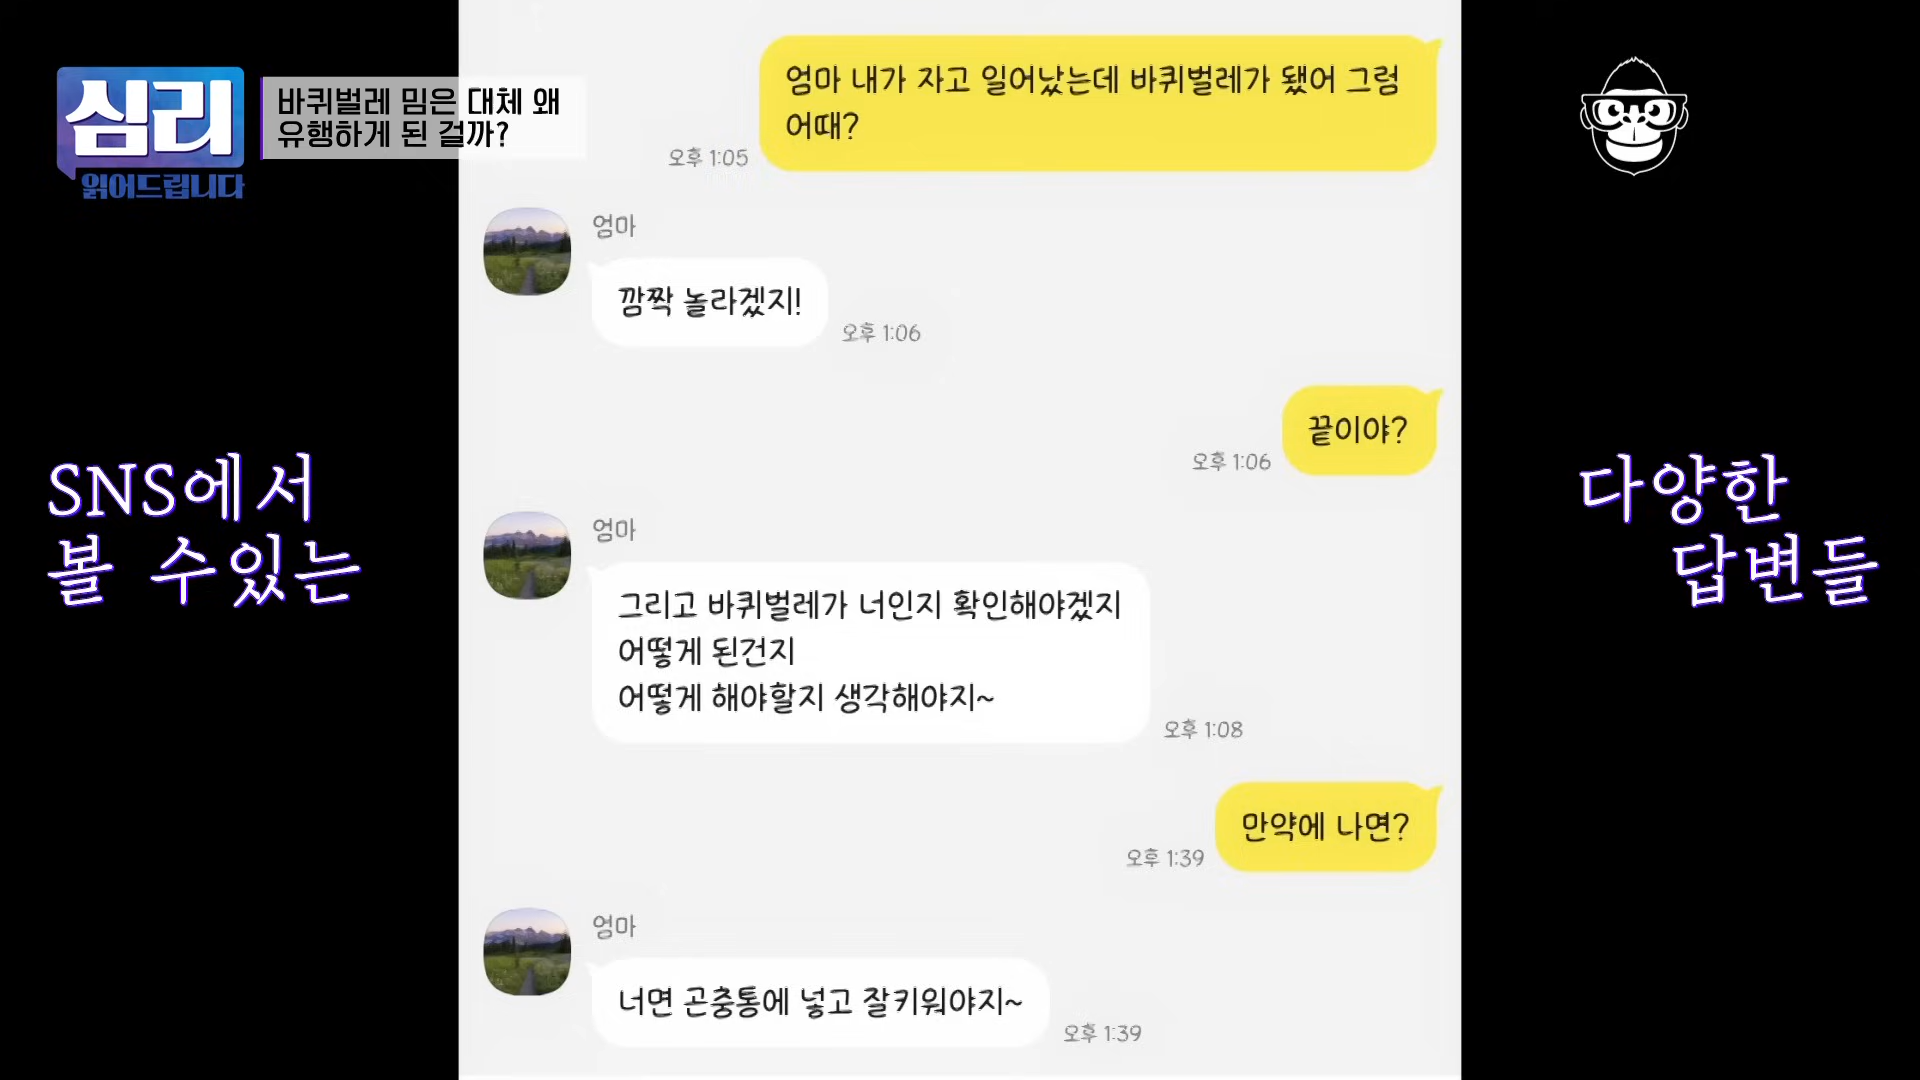 심리
읽어드립니다
바퀴벌레 밈은 대체 왜
유행하게 된 걸까?
SNS에서
볼 수있는
다양한
답변들
엄마 내가 자고 일어났는데 바퀴벌레가 됐어 그럼
어때?
오후 1:05
엄마
깜짝 놀라겠지!
오후 1:06
끝이야?
오후 1:06
엄마
그리고 바퀴벌레가 너인지 확인해야겠지
어떻게 된건지
어떻게 해야할지 생각해야지~
오후 1:08
만약에 나면?
오후 1:39
엄마
너면 곤충통에 넣고 잘키워야지~
오후 1:39